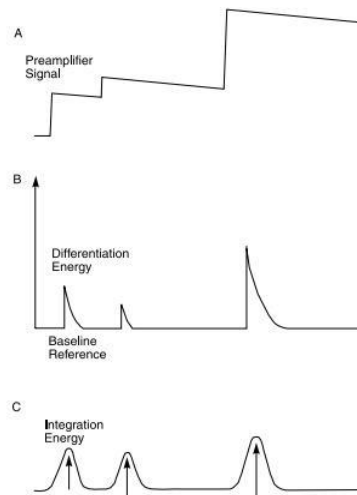 A
Preamplifier
Signal
B
Differentiation
Energy
Baseline
Reference
C
Integration
Energy